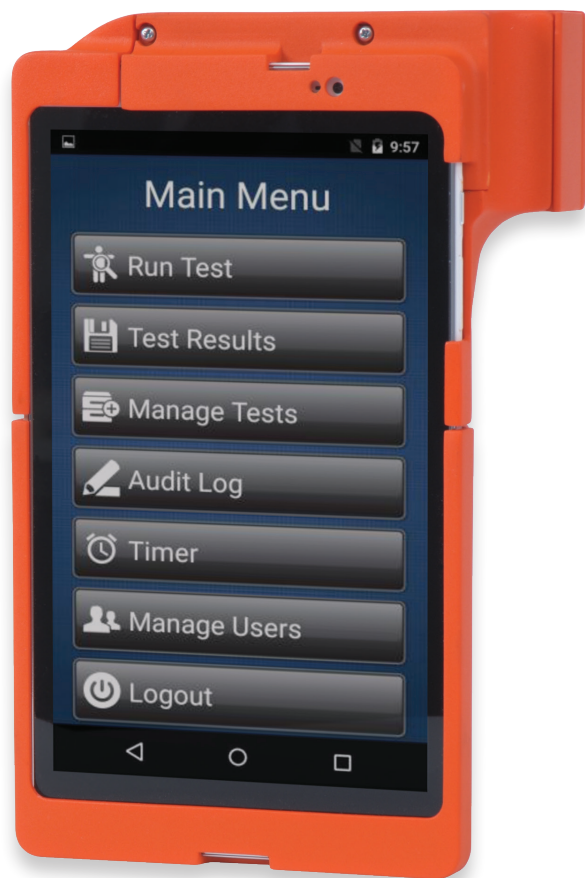 9:57
Main Menu
Run Test
Test Results
Manage Tests
Audit Log
Timer
Manage Users
Logout